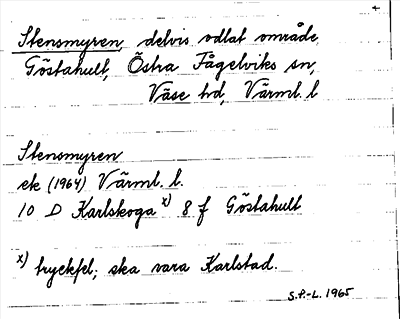 Stensmyren, delvis odlat område,
Göstahult, Östra Fågelviks sn,
Väse hd, Värml. l
Stensmyren
ek (1964) Värml. l.
10 D Karlskoga x) 8 f Göstahult
x) tryckfel; ska vara Karlstad.
S.P.-L. 1965